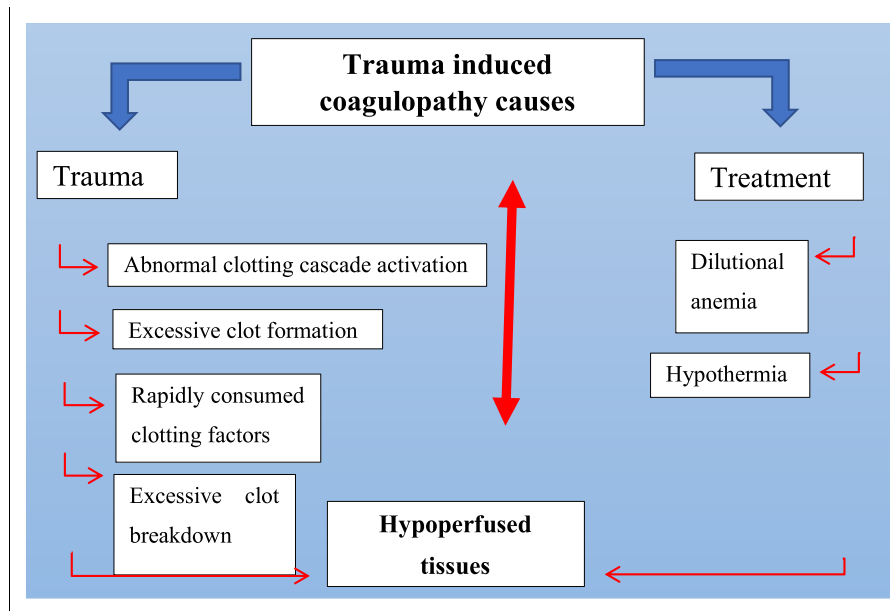 Trauma induced
coagulopathy causes
Trauma
Treatment
Abnormal clotting cascade activation
Excessive clot formation
Rapidly consumed
clotting factors
Excessive clot
breakdown
Dilutional
anemia
Hypothermia
Hypoperfused
tissues